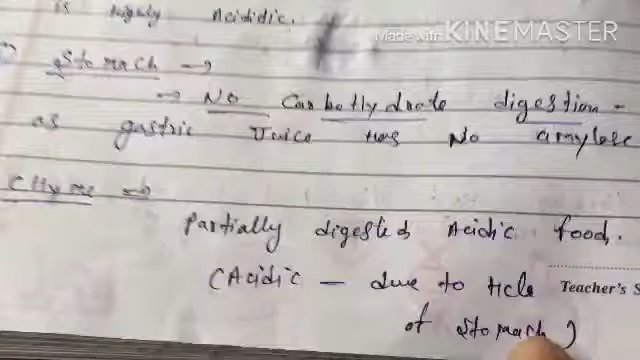 is highly Acididic.
Made with KINEMASTER
Stomach →
→ No Carbohydrate digestion -
as gastric Juice has No amylase
Chyme ⇒
Partially digested Acidic food.
(Acidic - due to Hcl
Teacher's S
of Stomach)